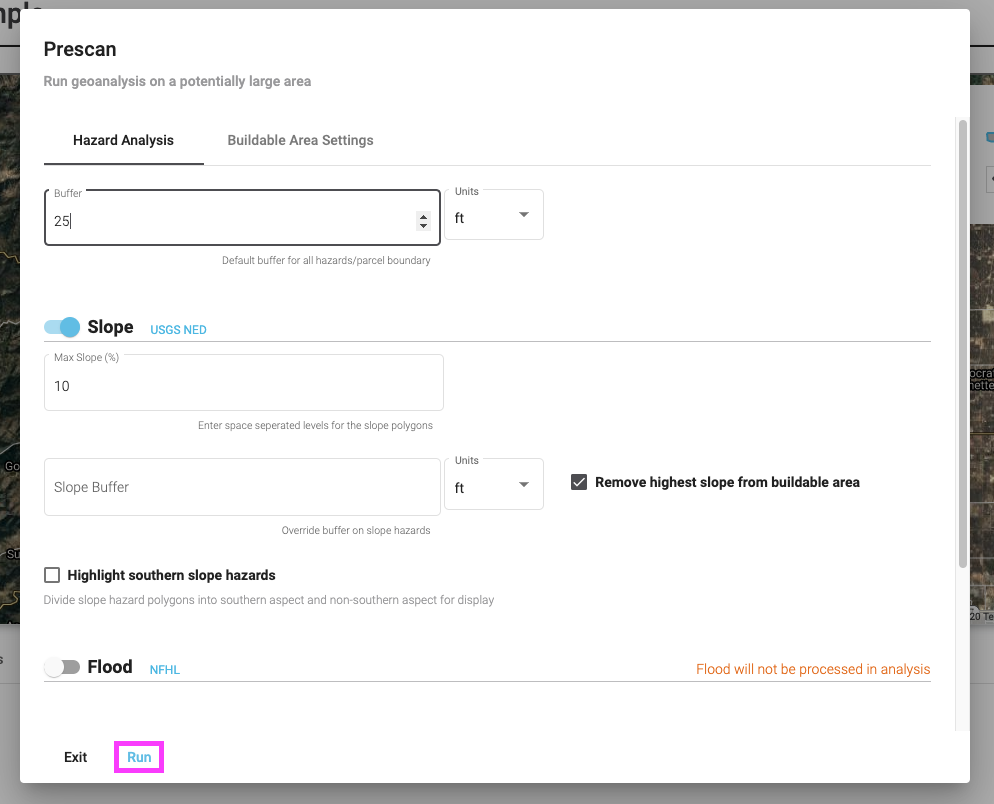 Prescan
Run geoanalysis on a potentially large area
Hazard Analysis
Buildable Area Settings
Buffer
25
Units
ft
Default buffer for all hazards/parcel boundary
Slope
USGS NED
Max Slope (%)
10
Enter space seperated levels for the slope polygons
Slope Buffer
Units
ft
Remove highest slope from buildable area
Override buffer on slope hazards
Highlight southern slope hazards
Divide slope hazard polygons into southern aspect and non-southern aspect for display
Flood
NFHL
Flood will not be processed in analysis
Exit
Run